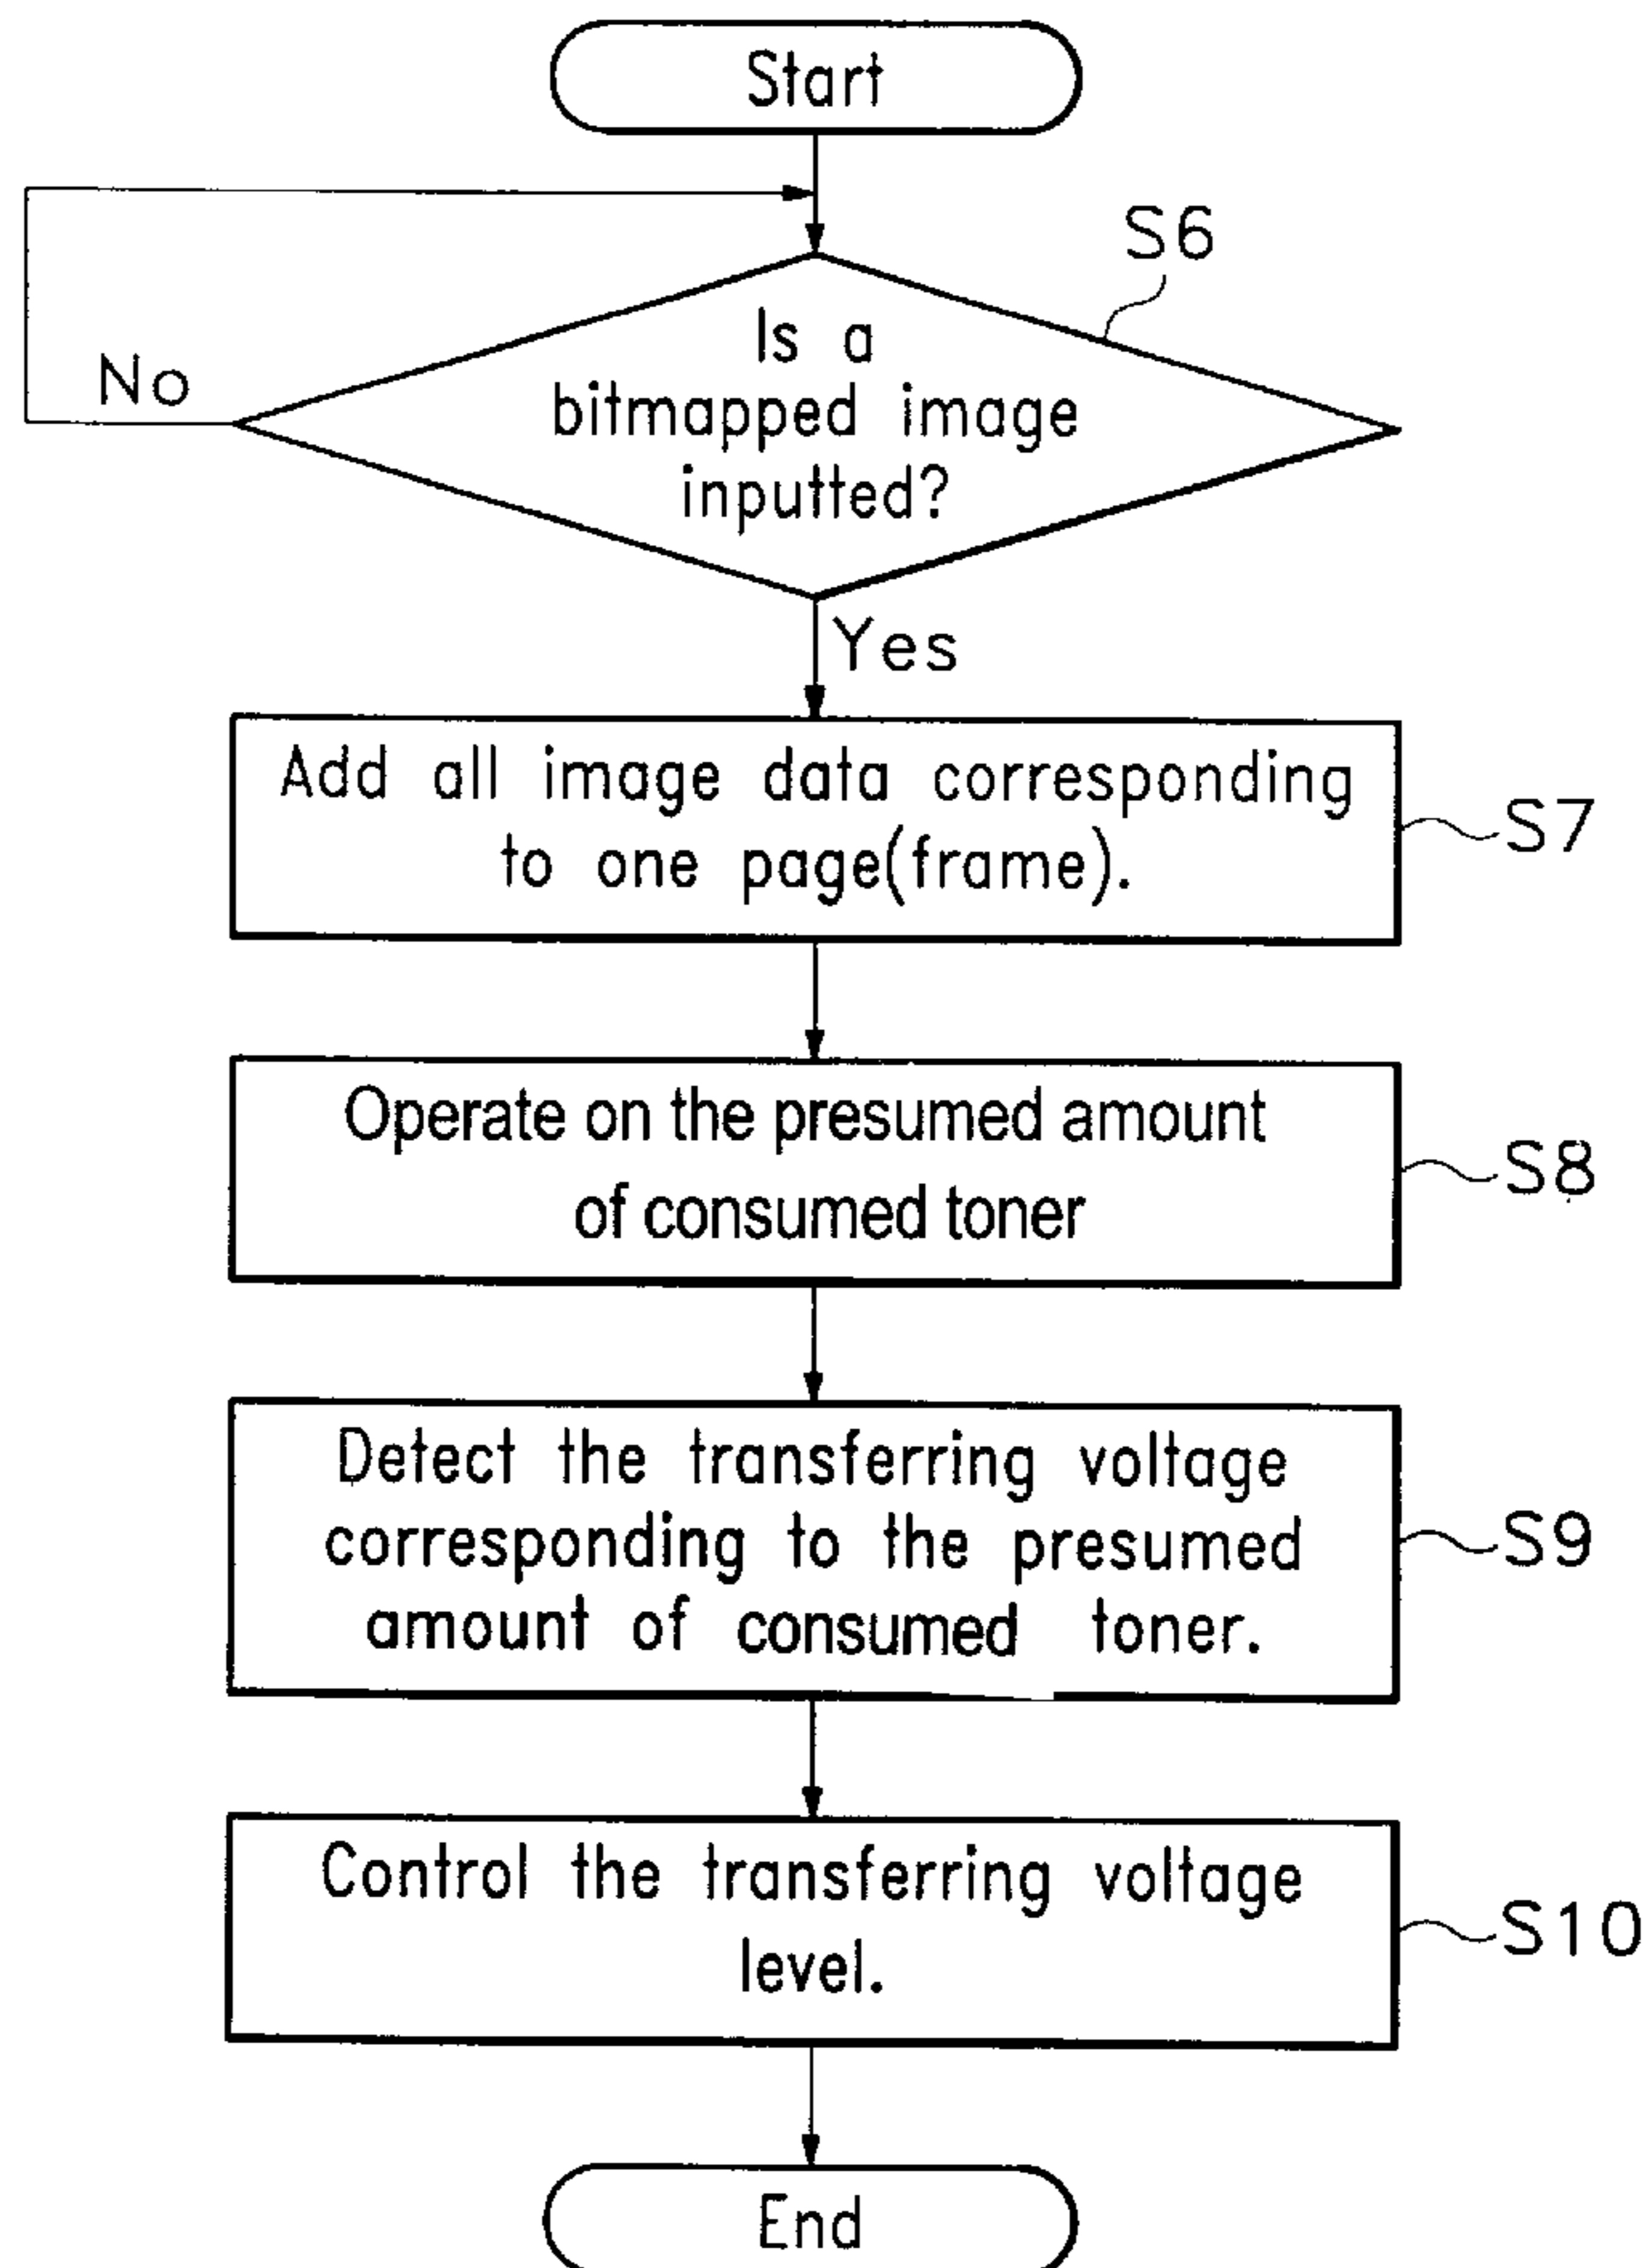 Start
S6
Is a
bitmapped image
inputted?
No
Yes
Add all image data corresponding
to one page(frame).
S7
Operate on the presumed amount
of consumed toner
S8
Detect the transferring voltage
corresponding to the presumed
amount of consumed toner.
S9
Control the transferring voltage
level.
S10
End